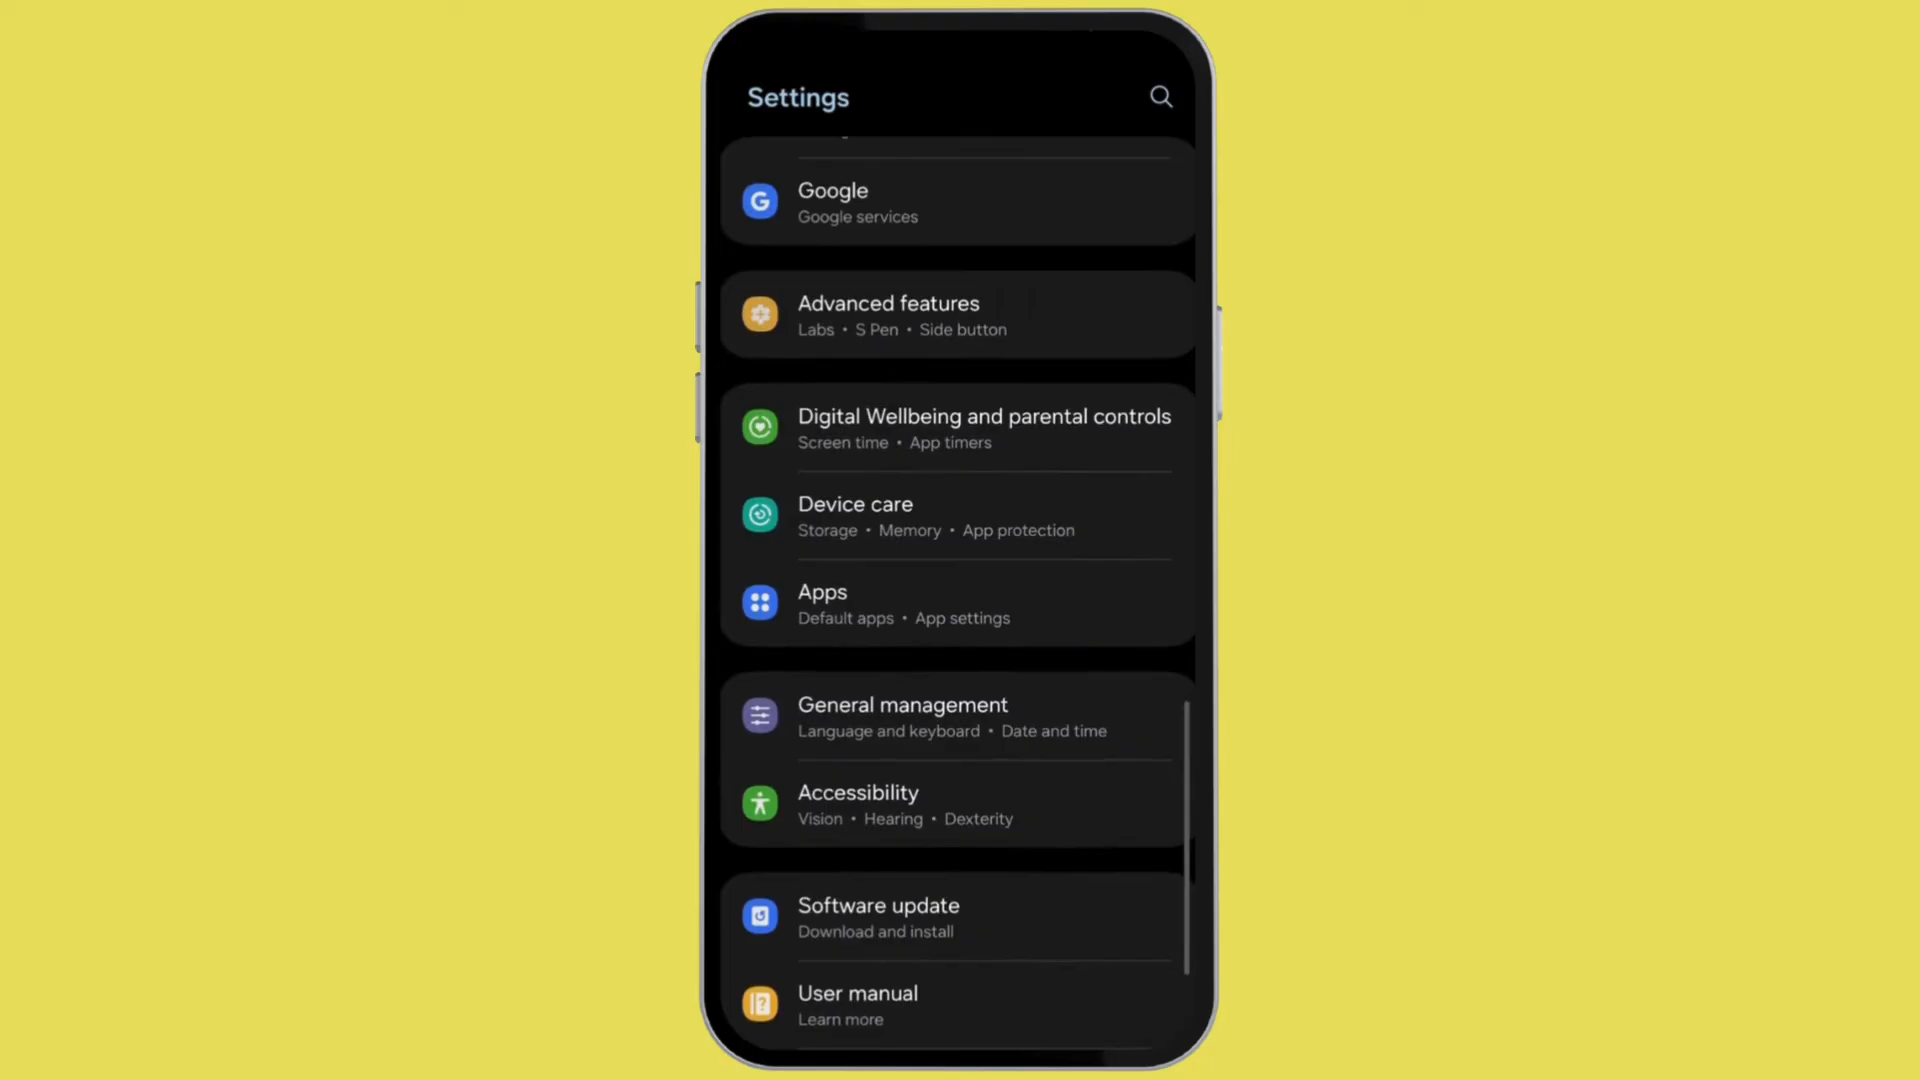 Settings
Google
Google services
Advanced features
Labs • S Pen • Side button
Digital Wellbeing and parental controls
Screen time • App timers
Device care
Storage • Memory • App protection
Apps
Default apps • App settings
General management
Language and keyboard • Date and time
Accessibility
Vision • Hearing • Dexterity
Software update
Download and install
User manual
Learn more